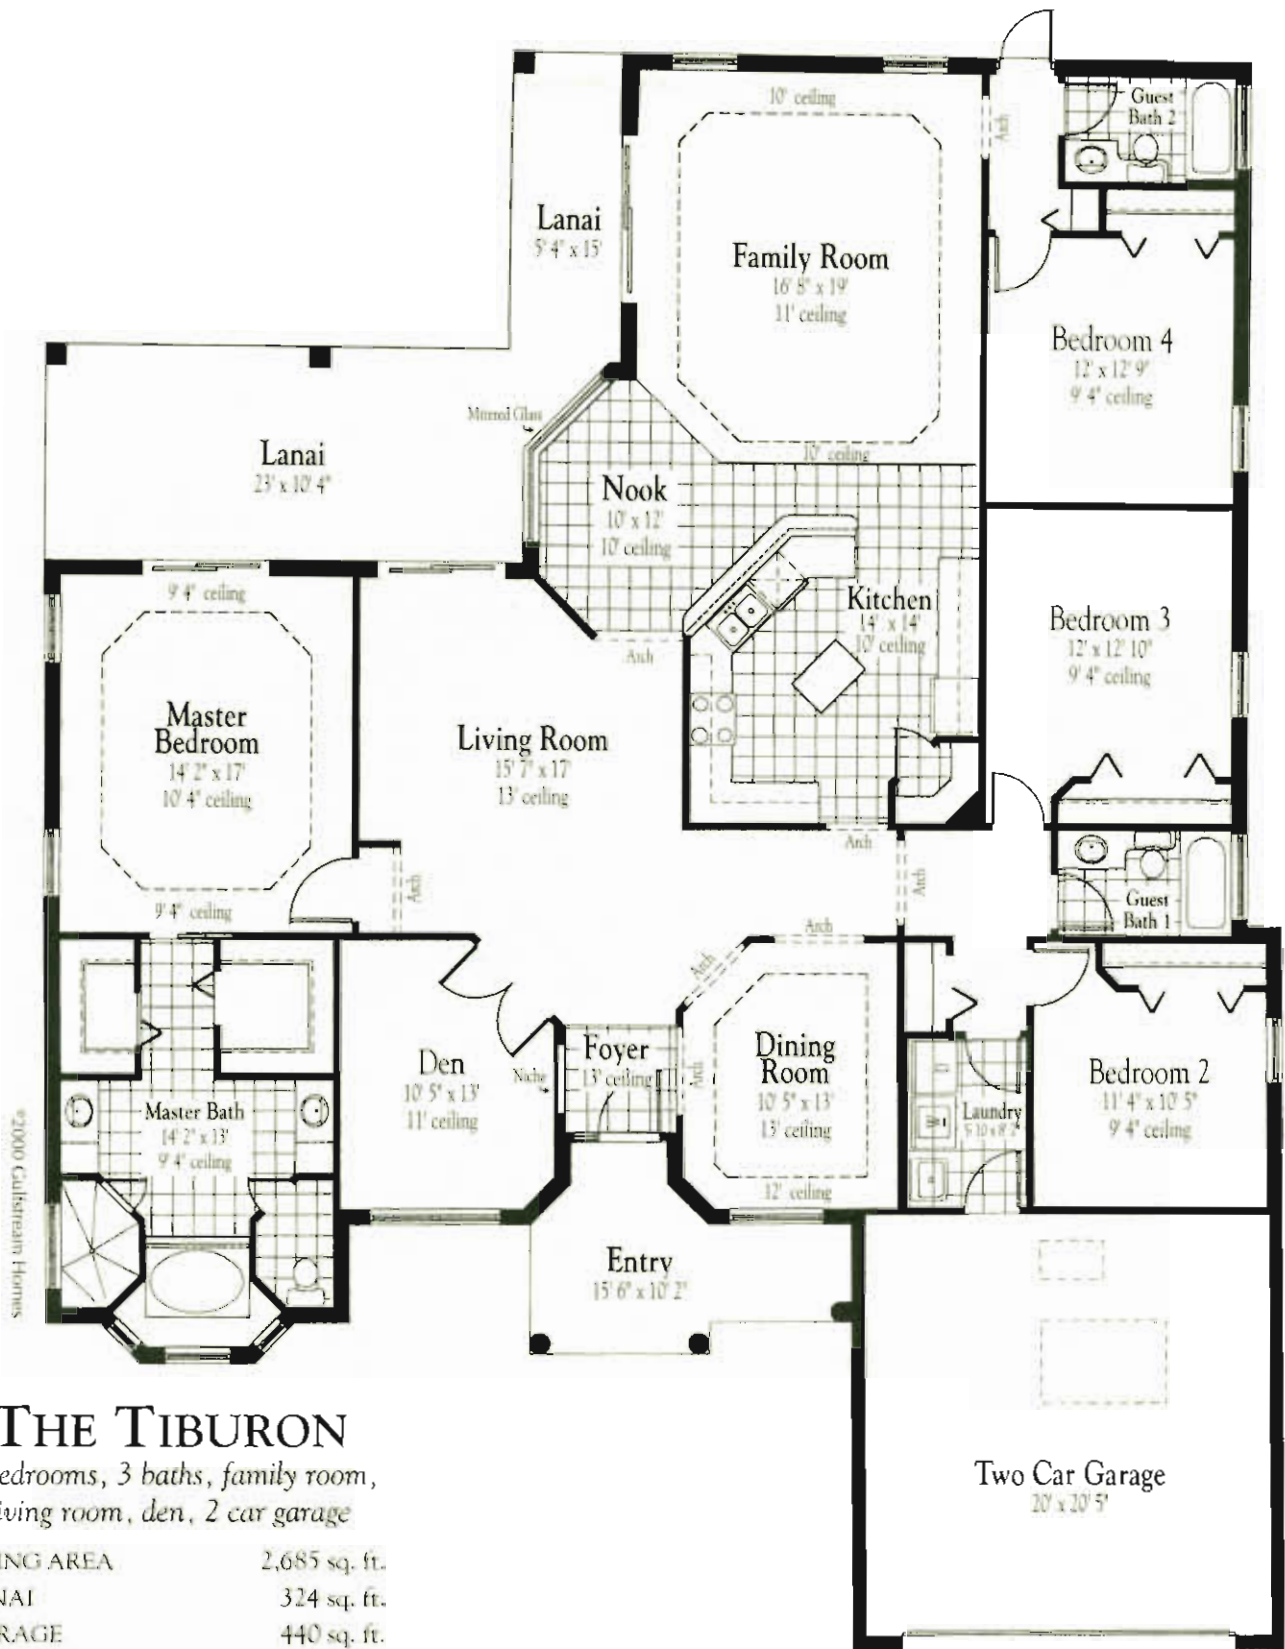 10' ceiling
Arch
Guest
Bath 2
Lanai
5' 4" x 15'
Family Room
16' 8" x 19'
11' ceiling
Bedroom 4
12' x 12' 9"
9' 4" ceiling
Mitered Glass
10' ceiling
Lanai
23' x 10' 4"
Nook
10' x 12'
10' ceiling
Kitchen
14' x 14'
10' ceiling
Bedroom 3
12' x 12' 10"
9' 4" ceiling
9' 4" ceiling
Arch
Master
Bedroom
14' 2" x 17'
10' 4" ceiling
Living Room
15' 7" x 17'
13' ceiling
Arch
Arch
Arch
Guest
Bath 1
9' 4" ceiling
Arch
Arch
Den
10' 5" x 13'
11' ceiling
Niche
Foyer
13' ceiling
Arch
Dining
Room
10' 5" x 13'
13' ceiling
12' ceiling
Laundry
5' 10 x 8' 2"
Bedroom 2
11' 4" x 10' 5"
9' 4" ceiling
Master Bath
14' 2" x 13'
9' 4" ceiling
©2000 Gulfstream Homes
Entry
15' 6" x 10' 2"
Two Car Garage
20' x 20' 5"
THE TIBURON
edrooms, 3 baths, family room,
iving room, den, 2 car garage
ING AREA 2,685 sq. ft.
NAI 324 sq. ft.
RAGE 440 sq. ft.